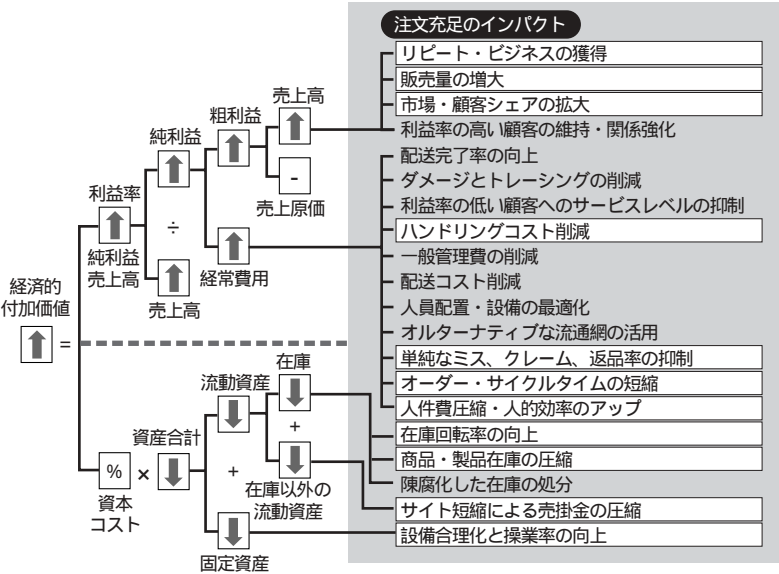 注文充足のインパクト
リピート・ビジネスの獲得
販売量の増大
市場・顧客シェアの拡大
利益率の高い顧客の維持・関係強化
配送完了率の向上
ダメージとトレーシングの削減
利益率の低い顧客へのサービスレベルの抑制
ハンドリングコスト削減
一般管理費の削減
配送コスト削減
人員配置・設備の最適化
オルターナティブな流通網の活用
単純なミス、クレーム、返品率の抑制
オーダー・サイクルタイムの短縮
人件費圧縮・人的効率のアップ
在庫回転率の向上
商品・製品在庫の圧縮
陳腐化した在庫の処分
サイト短縮による売掛金の圧縮
設備合理化と操業率の向上
売上高
-
売上原価
粗利益
経常費用
純利益
÷
売上高
利益率
純利益
売上高
経済的
付加価値
=
%
資本
コスト
×
資産合計
流動資産
+
固定資産
在庫
+
在庫以外の
流動資産